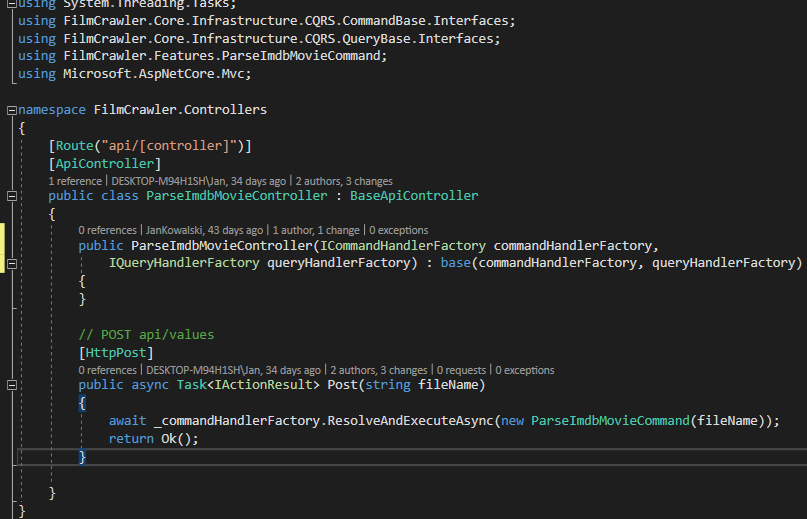 using System.Threading.Tasks;
using FilmCrawler.Core.Infrastructure.CQRS.CommandBase.Interfaces;
using FilmCrawler.Core.Infrastructure.CQRS.QueryBase.Interfaces;
using FilmCrawler.Features.ParseImdbMovieCommand;
using Microsoft.AspNetCore.Mvc;
namespace FilmCrawler.Controllers
{
[Route("api/[controller]")]
[ApiController]
1 reference | DESKTOP-M94H1SH\Jan, 34 days ago | 2 authors, 3 changes
public class ParseImdbMovieController : BaseApiController
{
0 references | JanKowalski, 43 days ago | 1 author, 1 change | 0 exceptions
public ParseImdbMovieController(ICommandHandlerFactory commandHandlerFactory,
IQueryHandlerFactory queryHandlerFactory) : base(commandHandlerFactory, queryHandlerFactory)
{
}
// POST api/values
[HttpPost]
0 references | DESKTOP-M94H1SH\Jan, 34 days ago | 2 authors, 3 changes | 0 requests | 0 exceptions
public async Task<IActionResult> Post(string fileName)
{
await _commandHandlerFactory.ResolveAndExecuteAsync(new ParseImdbMovieCommand(fileName));
return Ok();
}
}
}